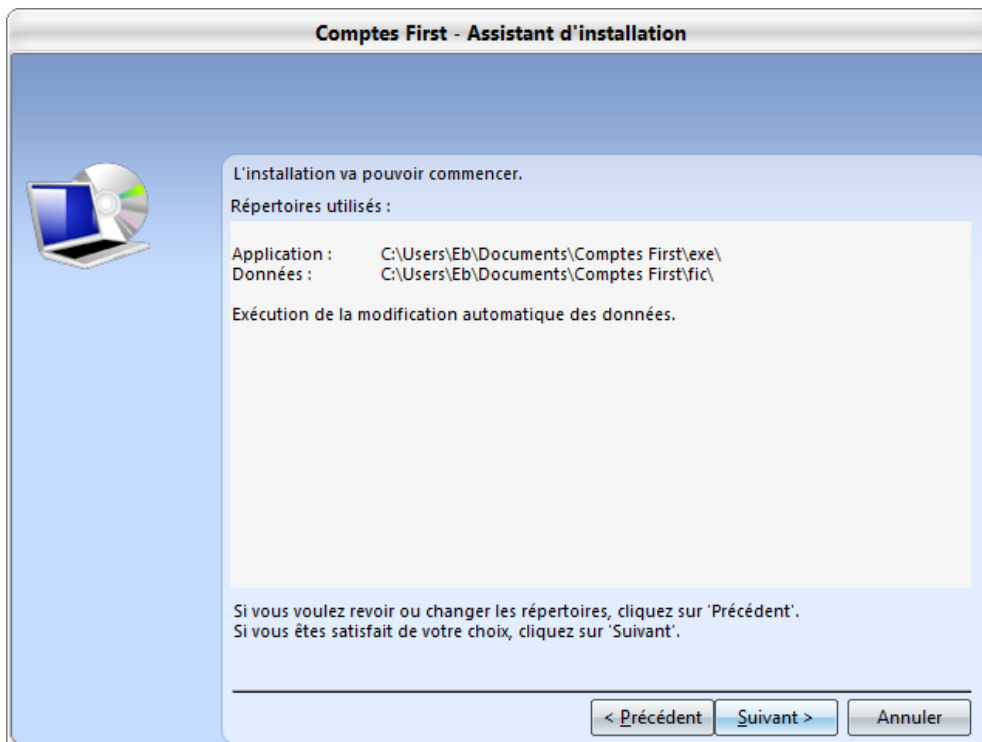 Comptes First - Assistant d'installation
L'installation va pouvoir commencer.
Répertoires utilisés :
Application : C:\Users\Eb\Documents\Comptes First\exe\
Données : C:\Users\Eb\Documents\Comptes First\fic\
Exécution de la modification automatique des données.
Si vous voulez revoir ou changer les répertoires, cliquez sur 'Précédent'.
Si vous êtes satisfait de votre choix, cliquez sur 'Suivant'.
< Précédent Suivant > Annuler